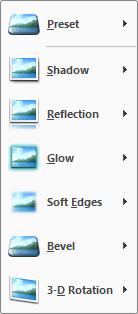 Preset
Shadow
Reflection
Glow
Soft Edges
Bevel
3-D Rotation